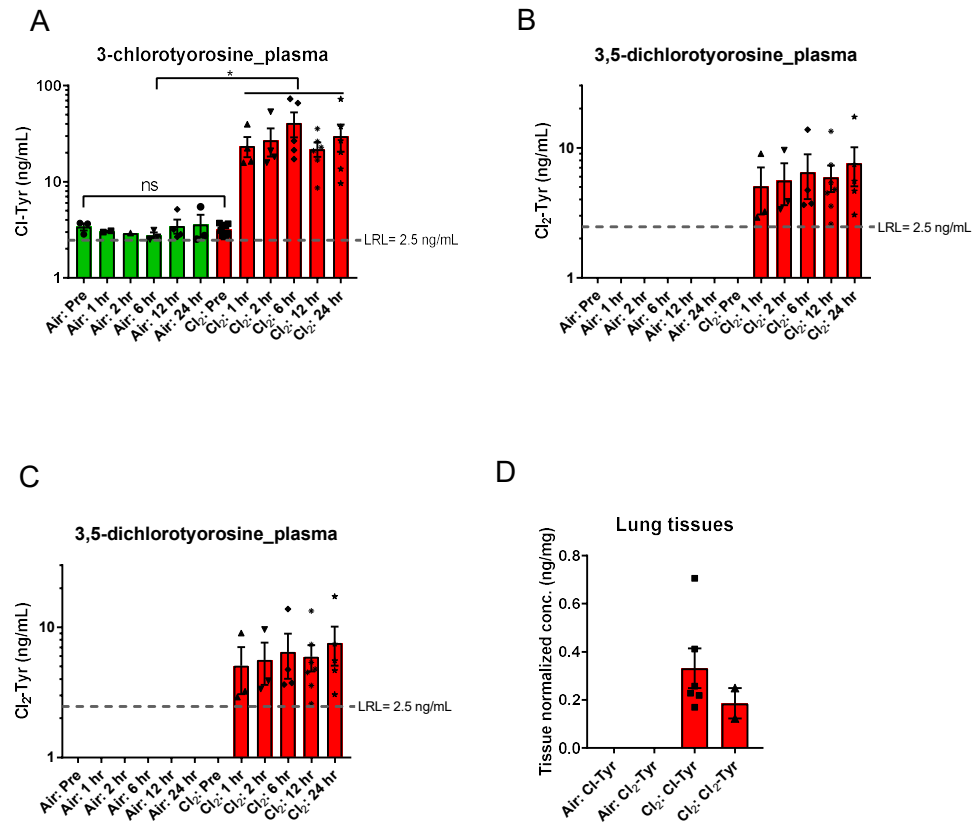 A
3-chlorotyorosine_plasma
Cl-Tyr (ng/mL)
100
10
1
*
ns
LRL= 2.5 ng/mL
Air: Pre
Air: 1 hr
Air: 2 hr
Air: 6 hr
Air: 12 hr
Air: 24 hr
Cl₂: Pre
Cl₂: 1 hr
Cl₂: 2 hr
Cl₂: 6 hr
Cl₂: 12 hr
Cl₂: 24 hr
B
3,5-dichlorotyorosine_plasma
Cl₂-Tyr (ng/mL)
10
1
LRL= 2.5 ng/mL
Air: Pre
Air: 1 hr
Air: 2 hr
Air: 6 hr
Air: 12 hr
Air: 24 hr
Cl₂: Pre
Cl₂: 1 hr
Cl₂: 2 hr
Cl₂: 6 hr
Cl₂: 12 hr
Cl₂: 24 hr
C
3,5-dichlorotyorosine_plasma
Cl₂-Tyr (ng/mL)
10
1
LRL= 2.5 ng/mL
Air: Pre
Air: 1 hr
Air: 2 hr
Air: 6 hr
Air: 12 hr
Air: 24 hr
Cl₂: Pre
Cl₂: 1 hr
Cl₂: 2 hr
Cl₂: 6 hr
Cl₂: 12 hr
Cl₂: 24 hr
D
Lung tissues
Tissue normalized conc. (ng/mg)
0.8
0.6
0.4
0.2
0.0
Air: Cl-Tyr
Air: Cl₂-Tyr
Cl₂: Cl-Tyr
Cl₂: Cl₂-Tyr